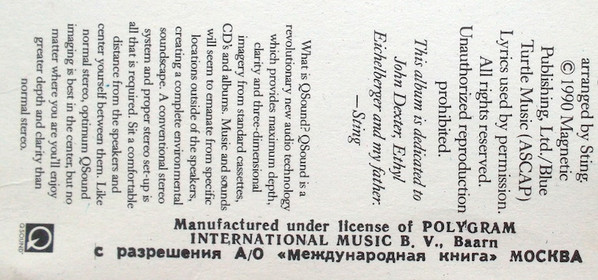 arranged by Sting
© 1990 Magnetic
Publishing, Ltd./Blue
Turtle Music (ASCAP)
Lyrics used by permission.
All rights reserved.
Unauthorized reproduction
prohibited.
This album is dedicated to
John Dexter, Ethyl
Eichelberger and my father.
—Sting
What is QSound? QSound is a
revolutionary new audio technology
which provides maximum depth,
clarity and three-dimensional
imagery from standard cassettes,
CD's and albums. Music and sounds
will seem to emanate from specific
locations outside of the speakers,
creating a complete environmental
soundscape. A conventional stereo
system and proper stereo set-up is
all that is required. Sit a comfortable
distance from the speakers and
center yourself between them. Like
normal stereo, optimum QSound
imaging is best in the center, but no
matter where you are you'll enjoy
greater depth and clarity than
normal stereo.
QSOUND
Manufactured under license of POLYGRAM
INTERNATIONAL MUSIC B. V., Baarn
с разрешения А/О «Международная книга» МОСКВА